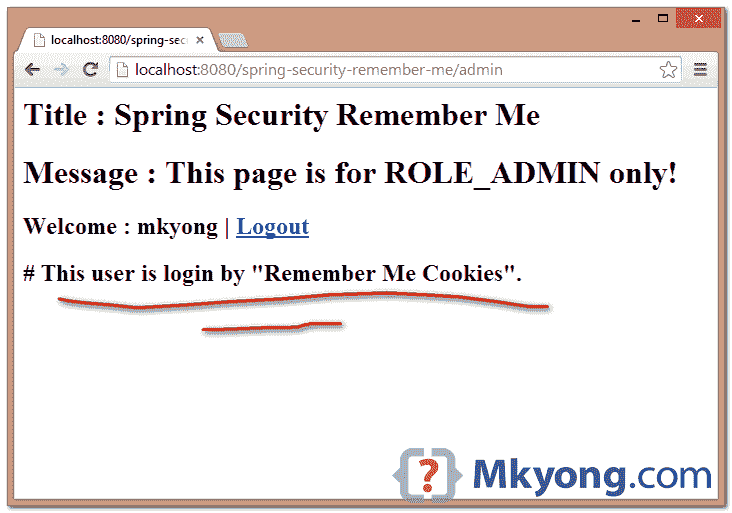 localhost:8080/spring-sec
localhost:8080/spring-security-remember-me/admin
Title : Spring Security Remember Me
Message : This page is for ROLE_ADMIN only!
Welcome : mkyong | Logout
# This user is login by "Remember Me Cookies".
{?} Mkyong.com